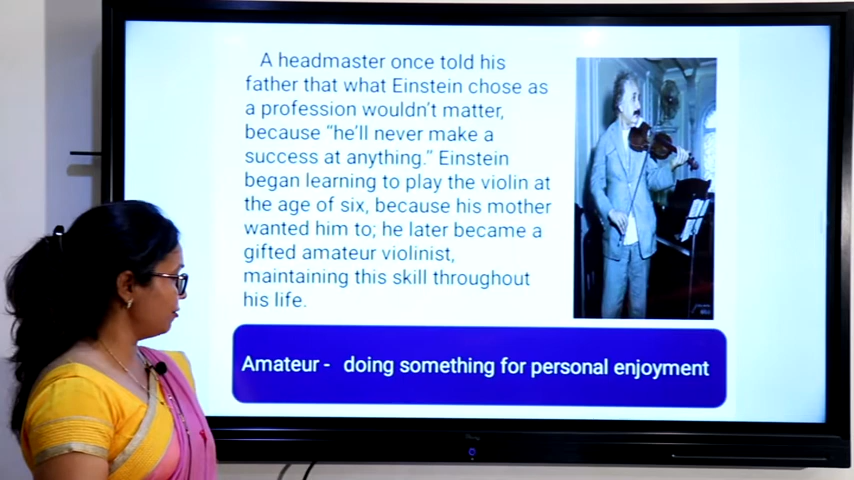 A headmaster once told his
father that what Einstein chose as
a profession wouldn't matter,
because "he'll never make a
success at anything." Einstein
began learning to play the violin at
the age of six, because his mother
wanted him to; he later became a
gifted amateur violinist,
maintaining this skill throughout
his life.
Amateur - doing something for personal enjoyment